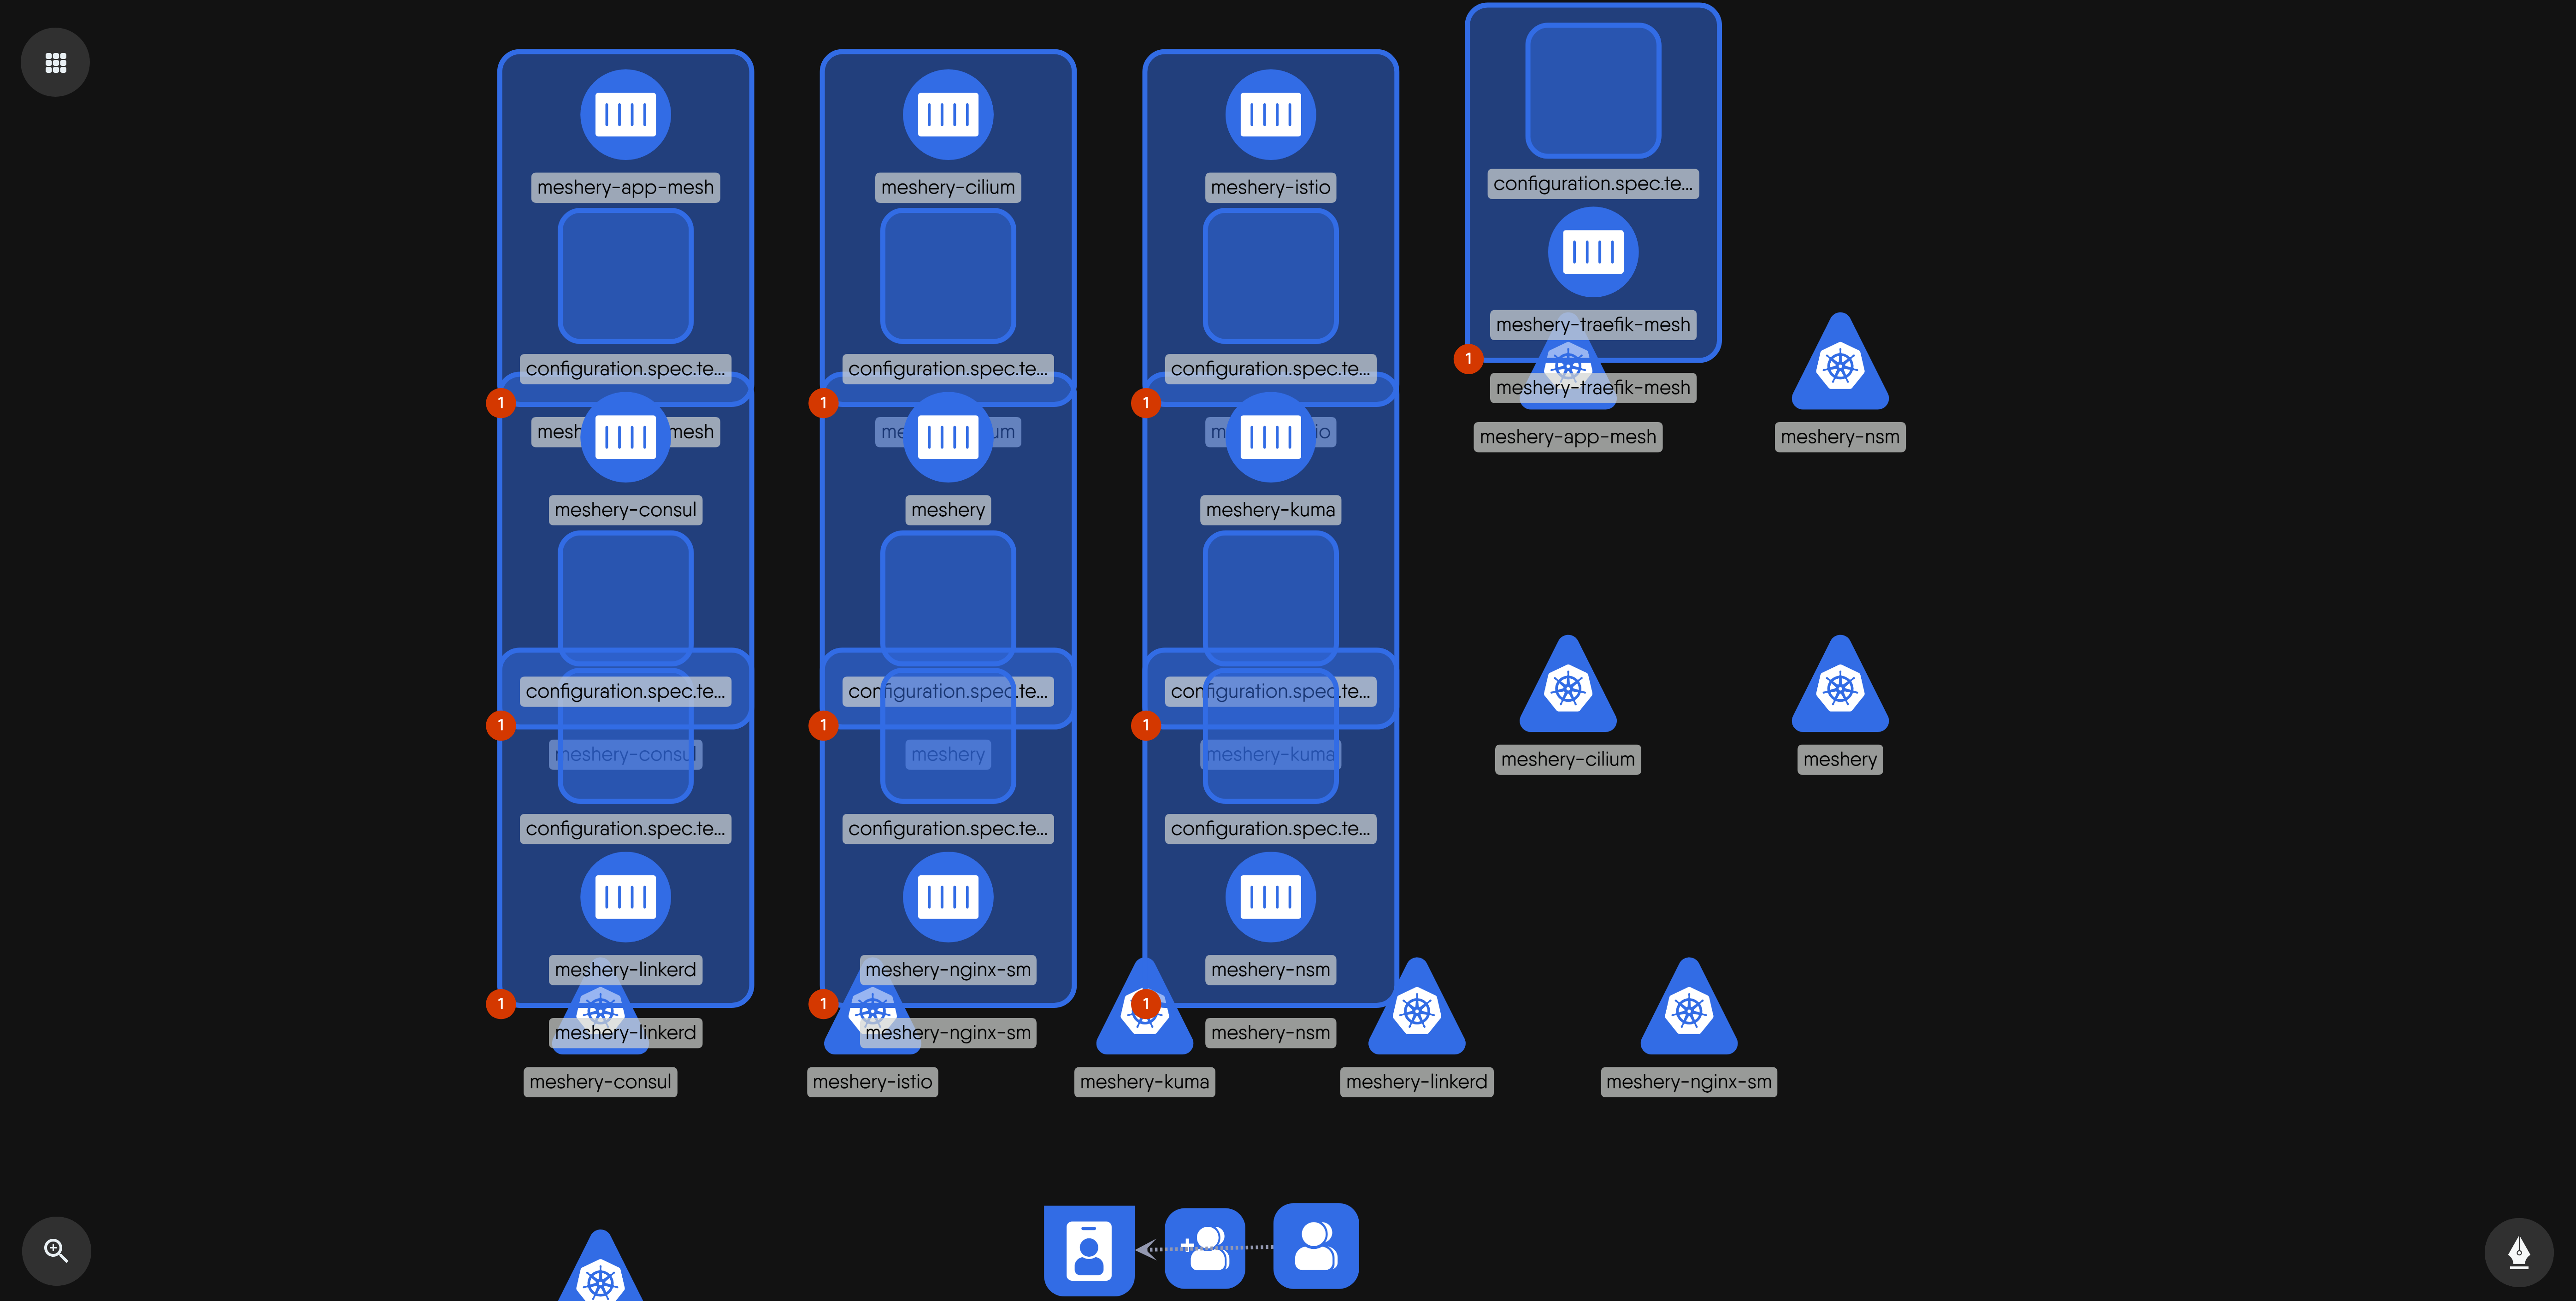 configuration.spec.te...
meshery-app-mesh
meshery-cilium
meshery-istio
meshery-traefik-mesh
configuration.spec.te...
configuration.spec.te...
configuration.spec.te...
1
meshery-traefik-mesh
1
1
1
meshery-app-mesh
meshery-nsm
meshery-consul
meshery
meshery-kuma
configuration.spec.te...
configuration.spec.te...
configuration.spec.te...
1
1
1
meshery-consul
meshery
meshery-kuma
meshery-cilium
meshery
configuration.spec.te...
configuration.spec.te...
configuration.spec.te...
meshery-linkerd
meshery-nginx-sm
meshery-nsm
1
1
1
meshery-linkerd
meshery-nginx-sm
meshery-nsm
meshery-consul
meshery-istio
meshery-kuma
meshery-linkerd
meshery-nginx-sm